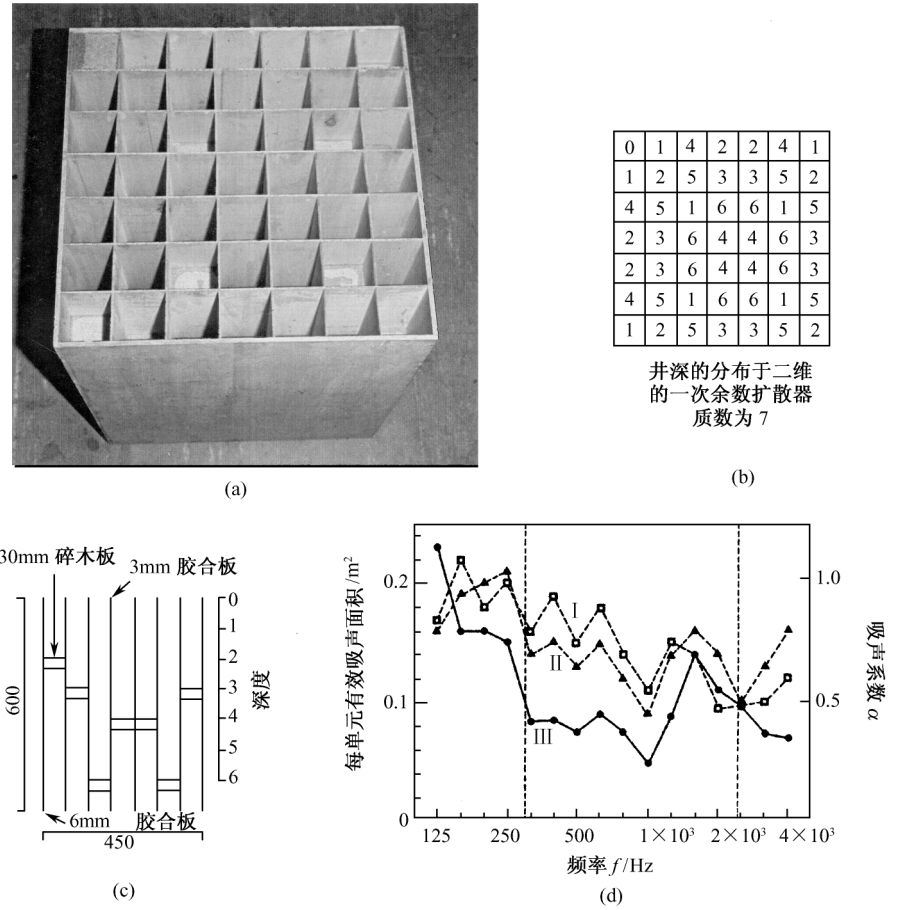 0 1 4 2 2 4 1
1 2 5 3 3 5 2
4 5 1 6 6 1 5
2 3 6 4 4 6 3
2 3 6 4 4 6 3
4 5 1 6 6 1 5
1 2 5 3 3 5 2
井深的分布于二维
的一次余数扩散器
质数为 7
(a)
(b)
30mm 碎木板
3mm 胶合板
0
1
2
3
4
5
6
深度
600
6mm 胶合板
450
(c)
每单元有效吸声面积/m²
0.2
0.1
0
1.0
0.5
吸声系数 α
I
II
III
125 250 500 1×10³ 2×10³ 4×10³
频率 f/Hz
(d)